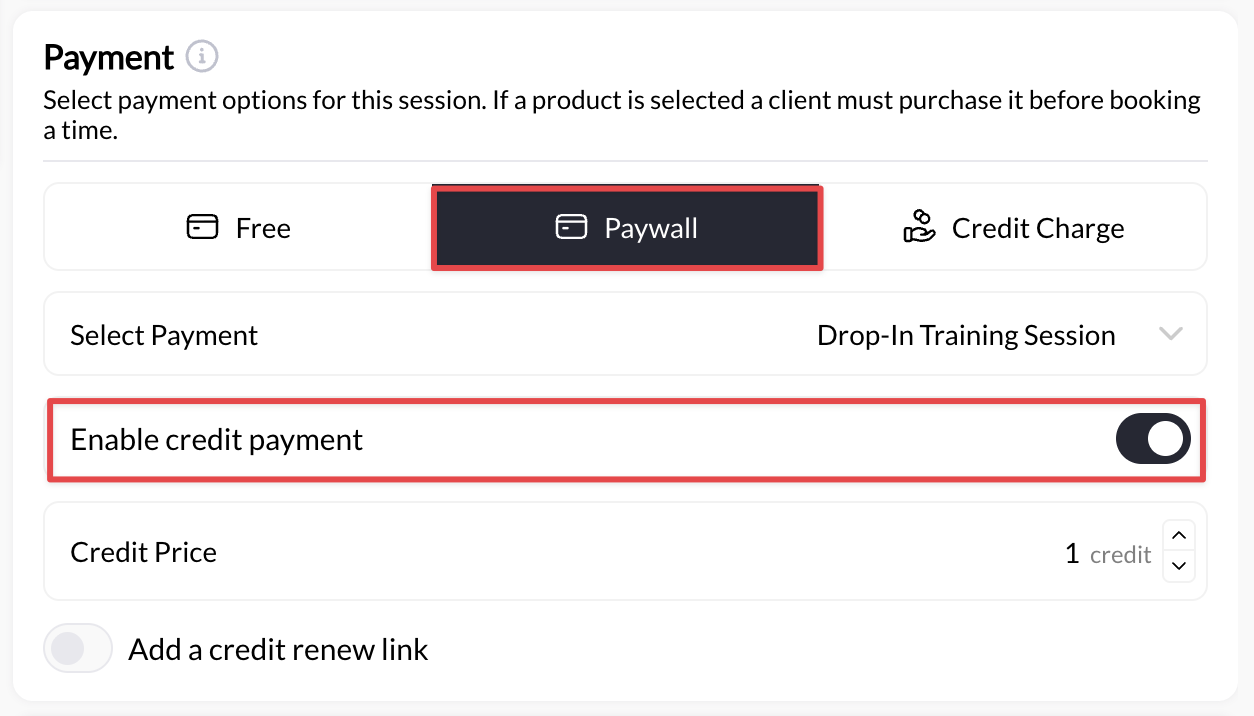 Payment
Select payment options for this session. If a product is selected a client must purchase it before booking
a time.
Free
Paywall
Credit Charge
Select Payment
Drop-In Training Session
Enable credit payment
Credit Price
1 credit
Add a credit renew link